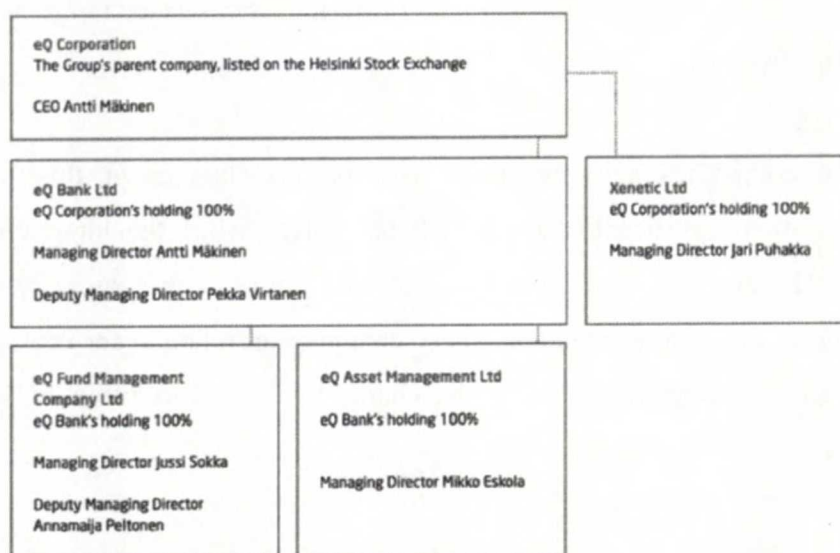 eQ Corporation
The Group's parent company, listed on the Helsinki Stock Exchange
CEO Antti Mäkinen
eQ Bank Ltd
eQ Corporation's holding 100%
Managing Director Antti Mäkinen
Deputy Managing Director Pekka Virtanen
Xenetic Ltd
eQ Corporation's holding 100%
Managing Director Jari Puhakka
eQ Fund Management
Company Ltd
eQ Bank's holding 100%
Managing Director Jussi Sokka
Deputy Managing Director
Annamaija Peltonen
eQ Asset Management Ltd
eQ Bank's holding 100%
Managing Director Mikko Eskola